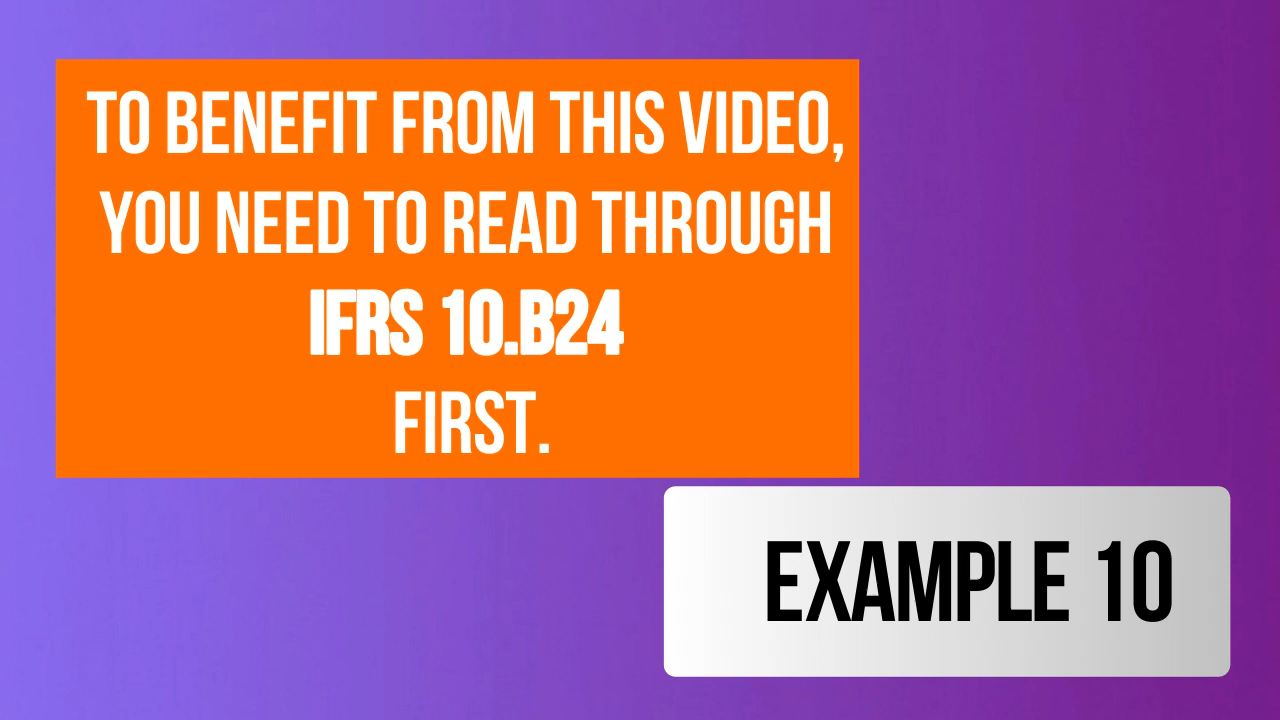 TO BENEFIT FROM THIS VIDEO,
YOU NEED TO READ THROUGH
IFRS 10.B24
FIRST.
EXAMPLE 10